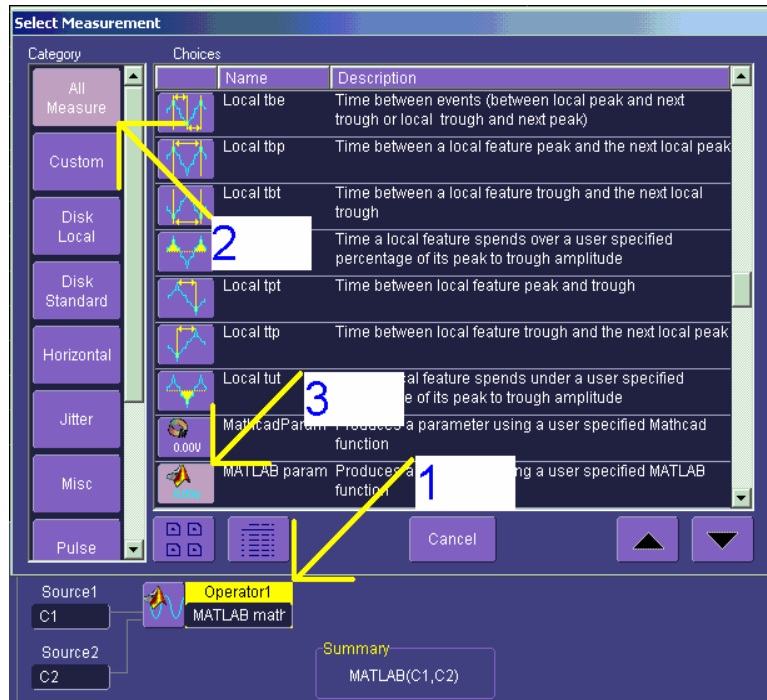 Select Measurement
Category
Choices
All
Measure
Custom
Disk
Local
Disk
Standard
Horizontal
Jitter
Misc
Pulse
Name
Description
Local tbe
Time between events (between local peak and next
trough or local trough and next peak)
Local tbp
Time between a local feature peak and the next local peak
Local tbt
Time between a local feature trough and the next local
trough
2
Time a local feature spends over a user specified
percentage of its peak to trough amplitude
Local tpt
Time between local feature peak and trough
Local ttp
Time between local feature trough and the next local peak
Local tut
feature spends under a user specified
of its peak to trough amplitude
3
0.00V
MathcadParam
Produces a parameter using a user specified Mathcad
function
MATLAB param
Produces a
using a user specified MATLAB
function
1
Cancel
Source1
C1
Operator1
MATLAB math
Source2
C2
Summary
MATLAB(C1,C2)